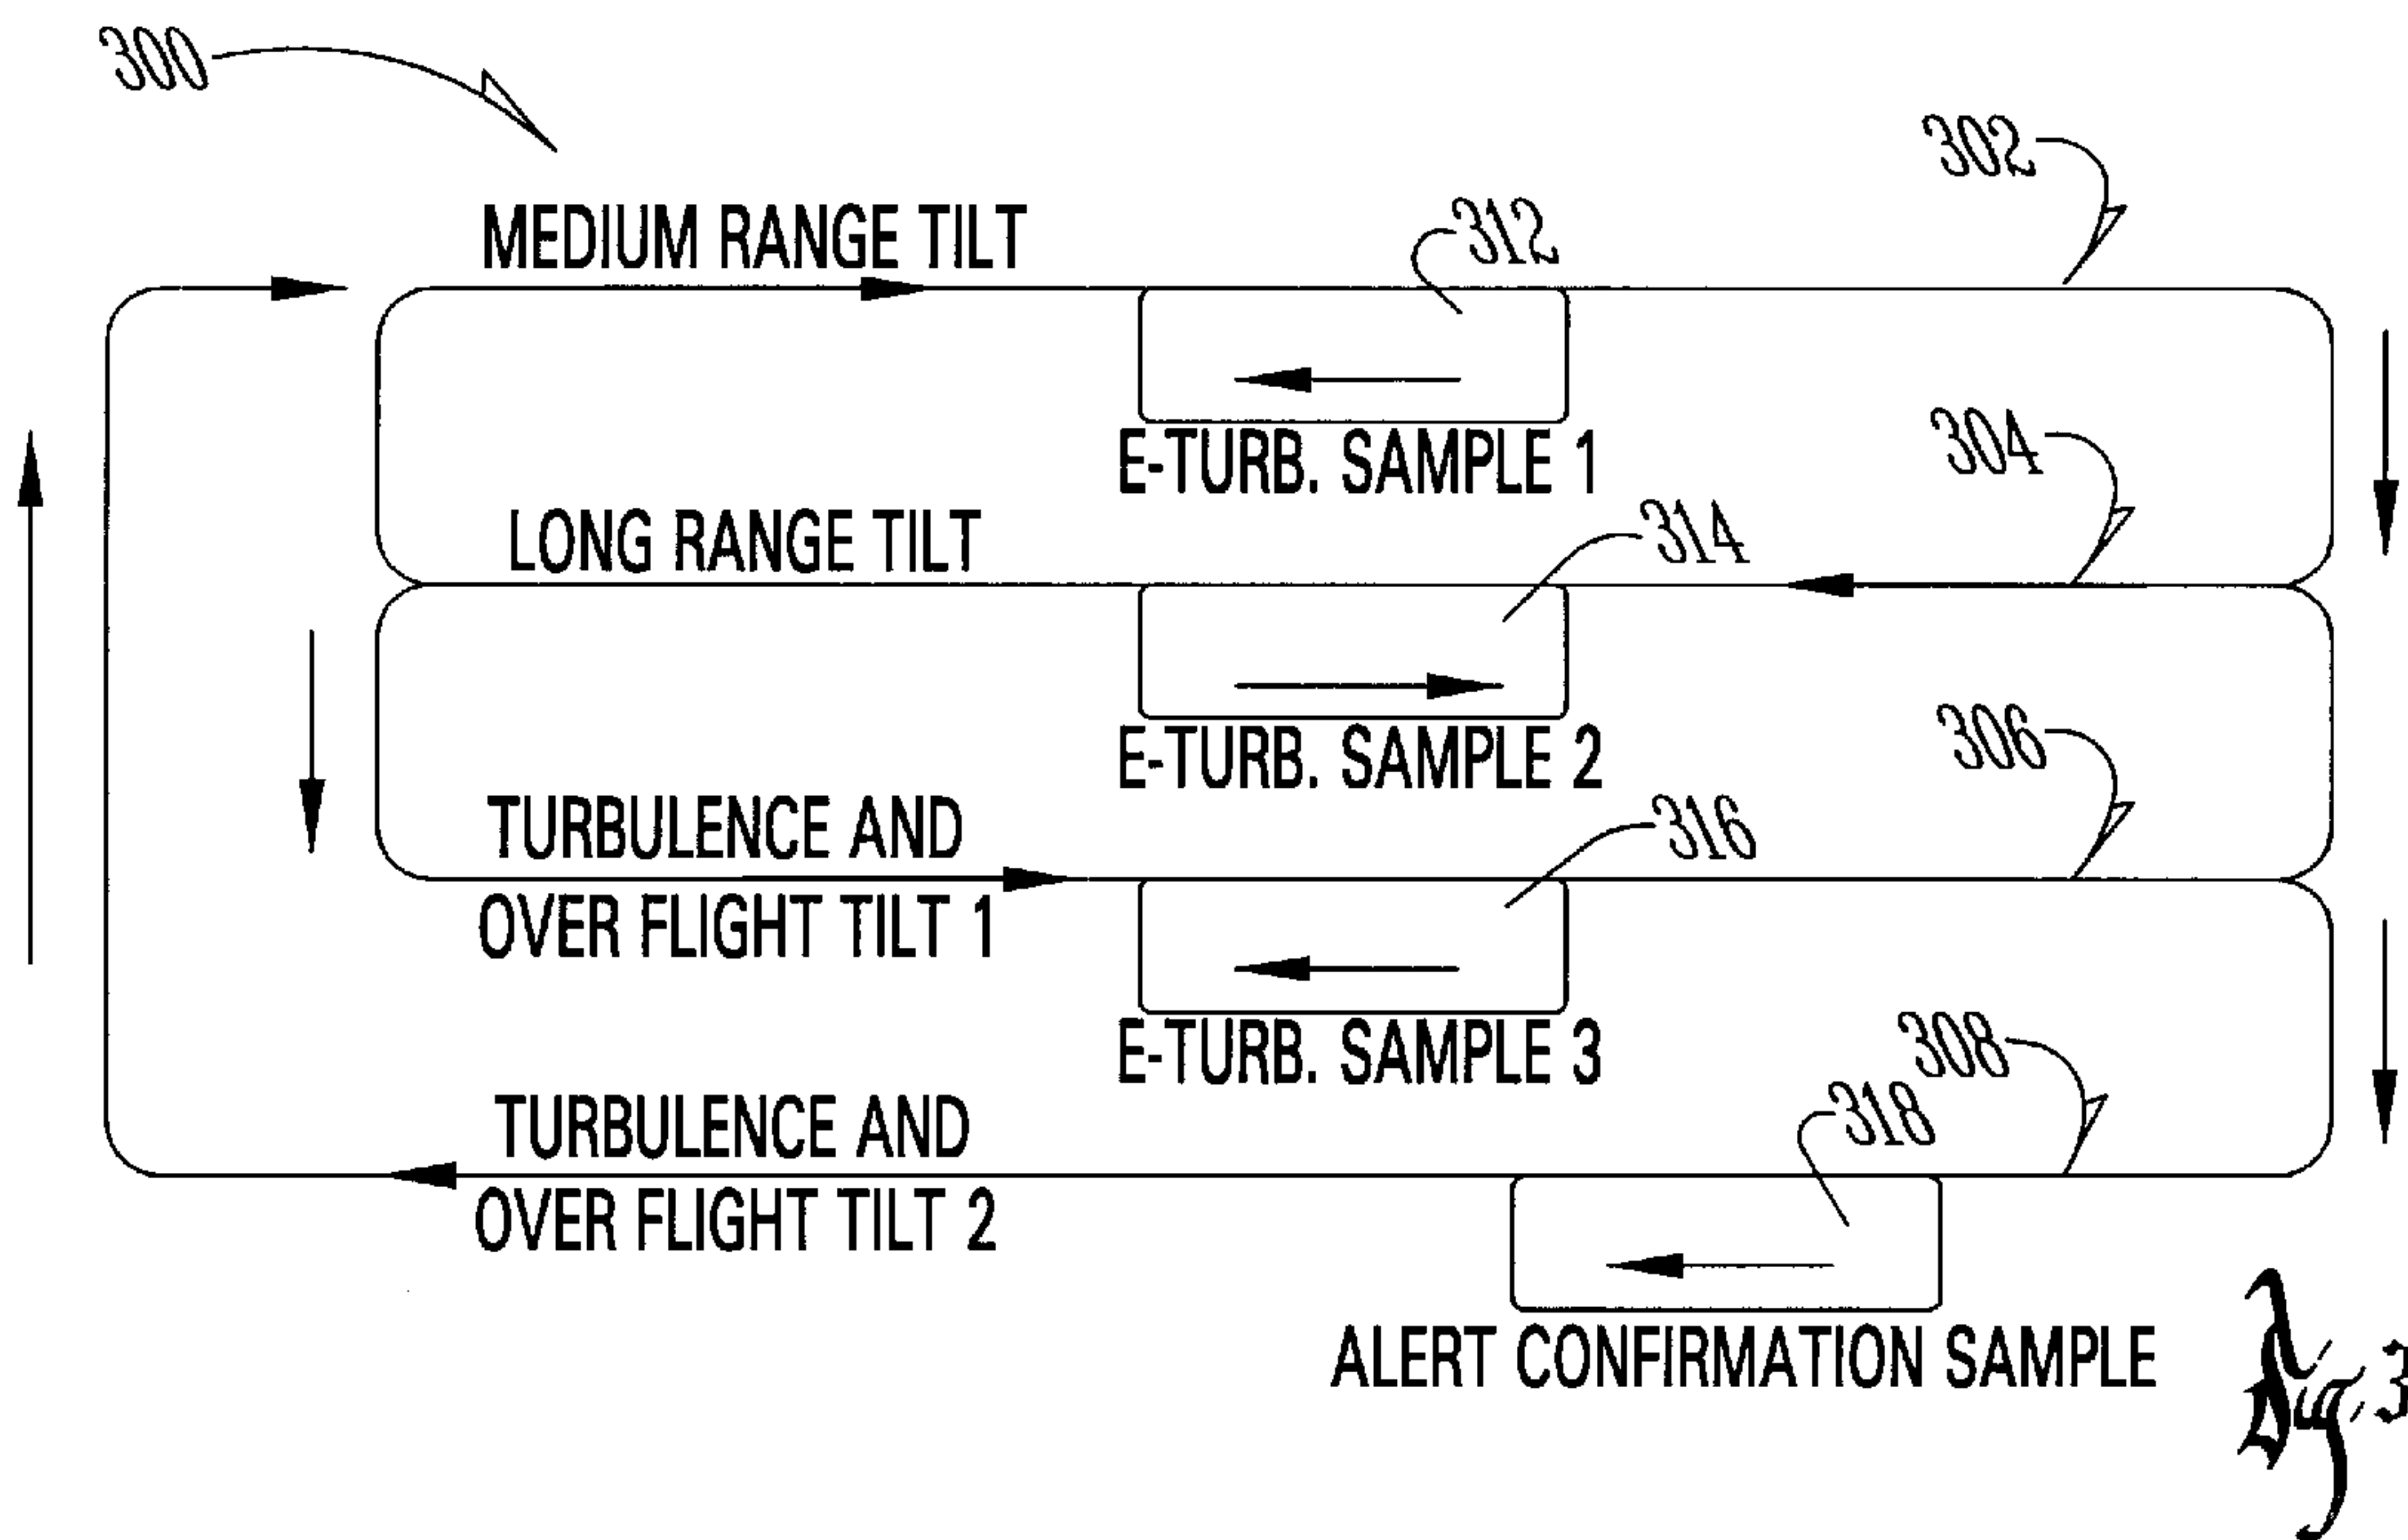 300
302
MEDIUM RANGE TILT
312
E-TURB. SAMPLE 1
304
LONG RANGE TILT
314
E-TURB. SAMPLE 2
306
TURBULENCE AND
OVER FLIGHT TILT 1
316
E-TURB. SAMPLE 3
308
TURBULENCE AND
OVER FLIGHT TILT 2
318
ALERT CONFIRMATION SAMPLE
Fig. 3